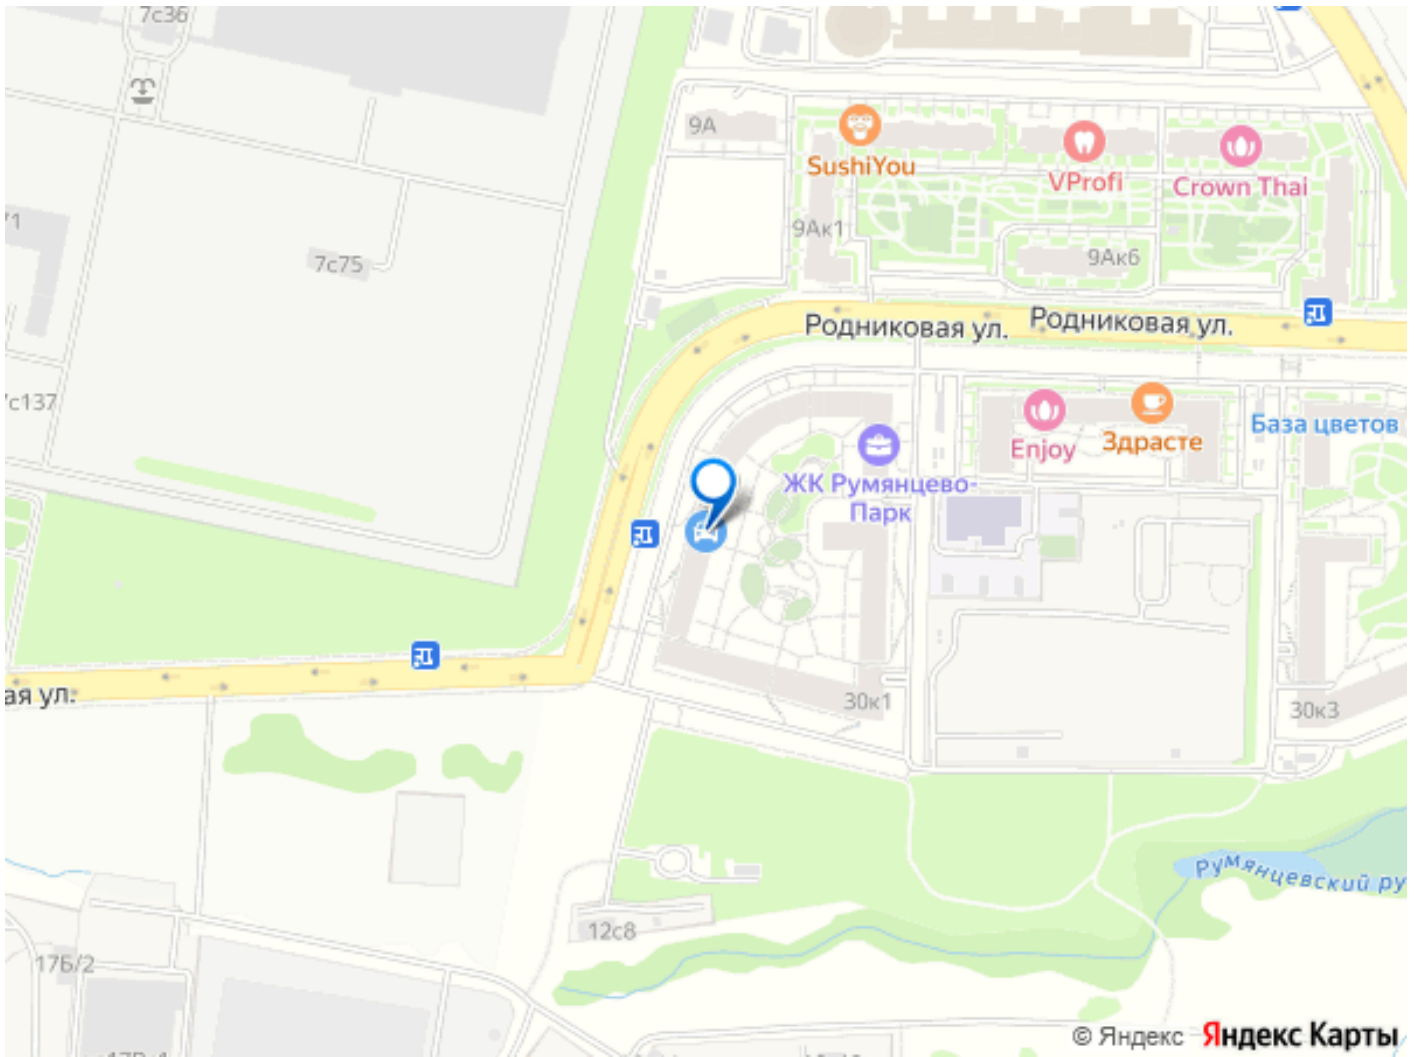 7с36
9А
SushiYou
VProfi
Crown Thai
9Ак1
9Ак6
7с75
Родниковая ул.
Родниковая ул.
7с137
База цветов
Enjoy
Здрасте
ЖК Румянцево-
Парк
ая ул.
30к1
30к3
Румянцевский ру
12с8
17Б/2
© Яндекс
Яндекс Карты